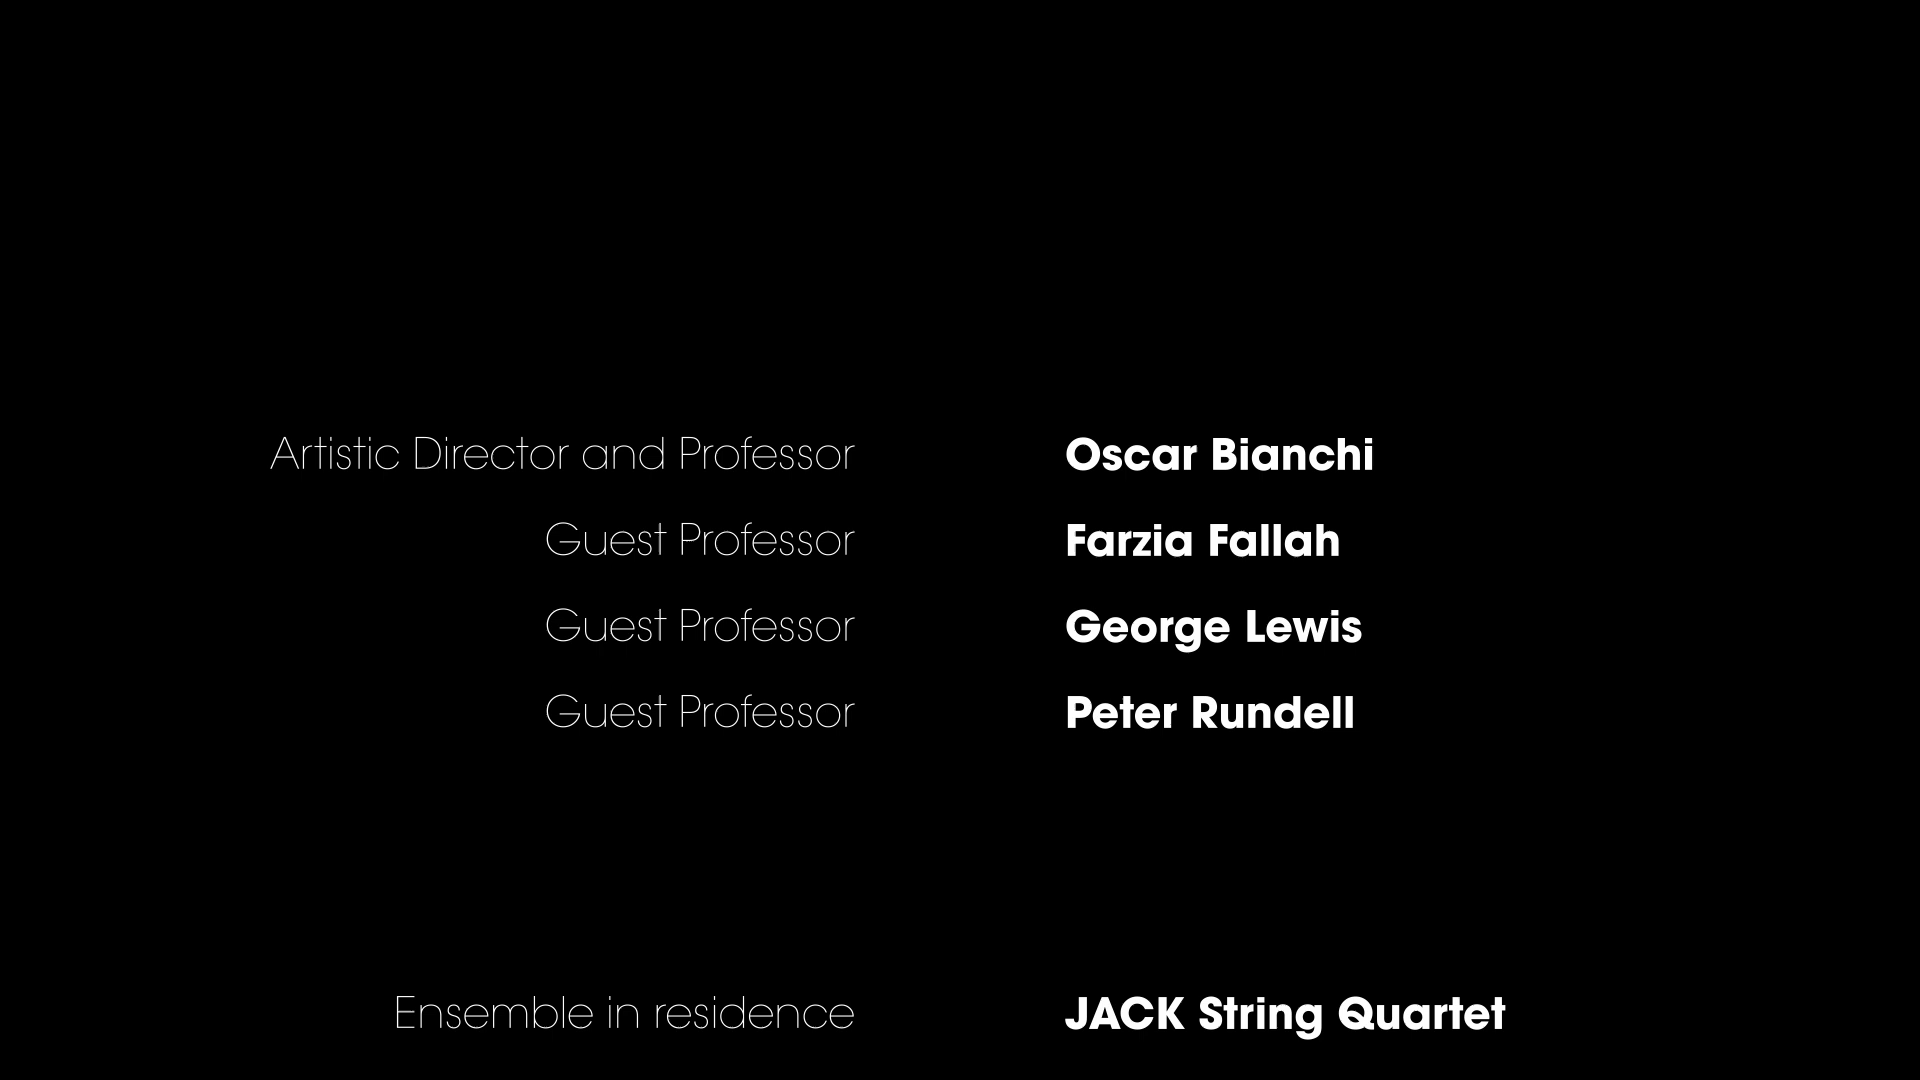 Artistic Director and Professor Oscar Bianchi
Guest Professor Farzia Fallah
Guest Professor George Lewis
Guest Professor Peter Rundell
Ensemble in residence JACK String Quartet